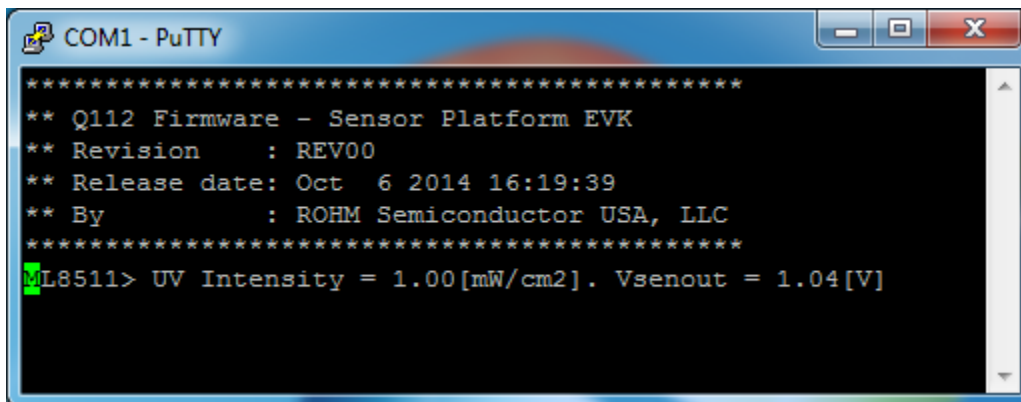 COM1 - PuTTY
*********************************************
** Q112 Firmware - Sensor Platform EVK
** Revision    : REV00
** Release date: Oct  6 2014 16:19:39
** By          : ROHM Semiconductor USA, LLC
*********************************************
ML8511> UV Intensity = 1.00[mW/cm2]. Vsenout = 1.04[V]